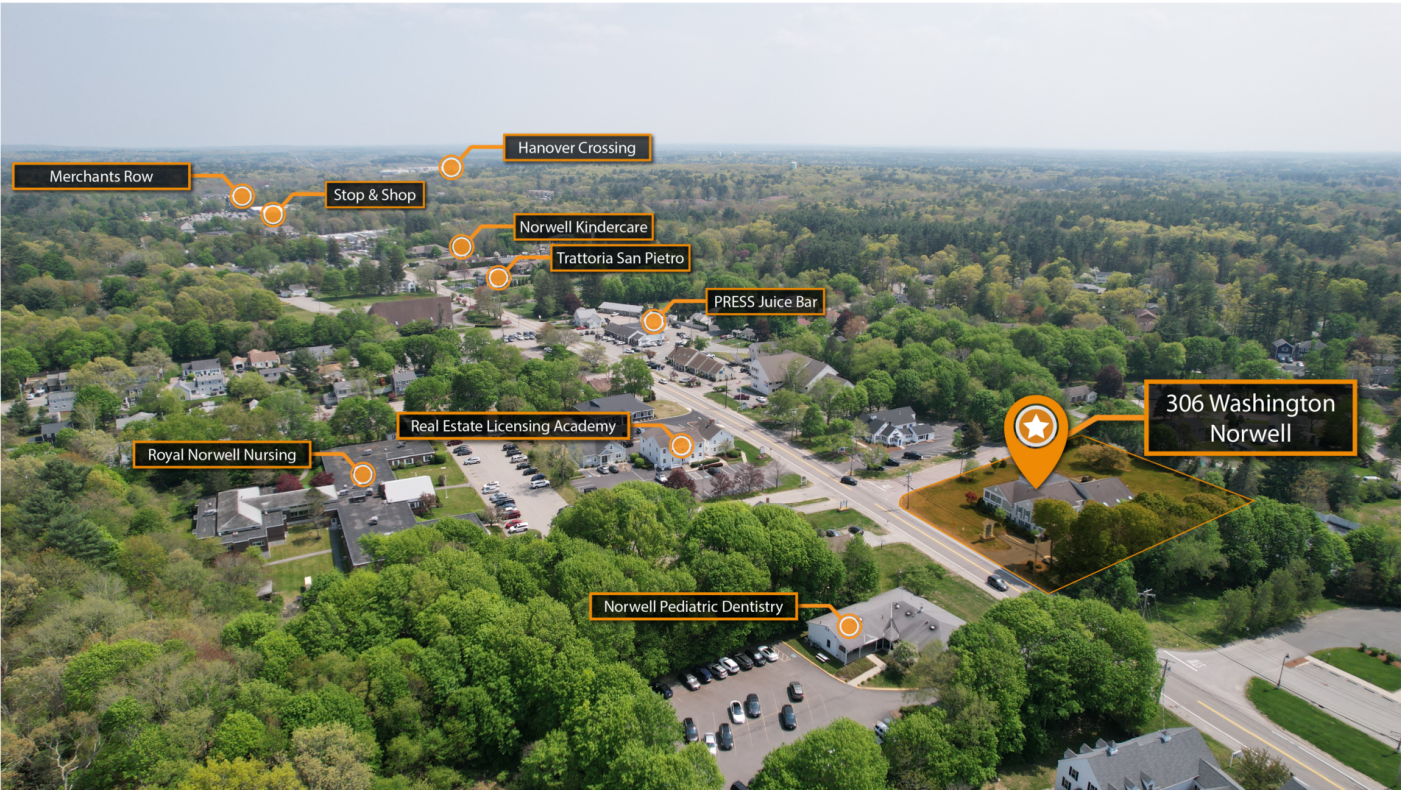 Hanover Crossing
Merchants Row
Stop & Shop
Norwell Kindercare
Trattoria San Pietro
PRESS Juice Bar
306 Washington
Norwell
Real Estate Licensing Academy
Royal Norwell Nursing
Norwell Pediatric Dentistry